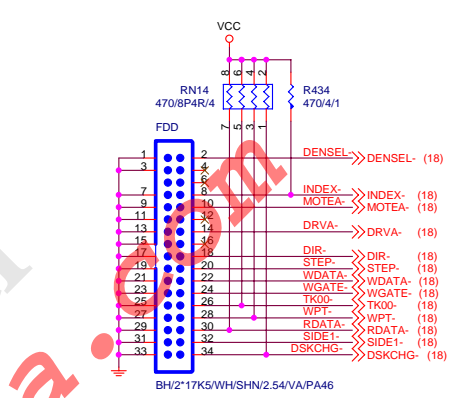 VCC
8 6 4 2
RN14
470/8P4R/4
R434
470/4/1
7 5 3 1
FDD
1 2 DENSEL- DENSEL- (18)
3 4
6
7 8 INDEX- INDEX- (18)
9 10 MOTEA- MOTEA- (18)
11 12
13 14 DRVA- DRVA- (18)
15 16
17 18 DIR- DIR- (18)
19 20 STEP- STEP- (18)
21 22 WDATA- WDATA- (18)
23 24 WGATE- WGATE- (18)
25 26 TK00- TK00- (18)
27 28 WPT- WPT- (18)
29 30 RDATA- RDATA- (18)
31 32 SIDE1- SIDE1- (18)
33 34 DSKCHG- DSKCHG- (18)
BH/2*17K5/WH/SHN/2.54/VA/PA46
a.com